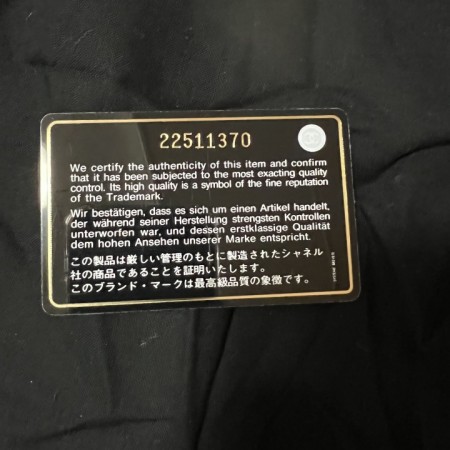 22511370
We certify the authenticity of this item and confirm
that it has been subjected to the most exacting quality
control. Its high quality is a symbol of the fine reputation
of the Trademark.
Wir bestätigen, dass es sich um einen Artikel handelt,
der während seiner Herstellung strengsten Kontrollen
unterworfen war, und dessen erstklassige Qualität
dem hohen Ansehen unserer Marke entspricht.
この製品は厳しい管理のもとに製造されたシャネル
社の商品であることを証明いたします。
このブランド・マークは最高級品質の象徴です。